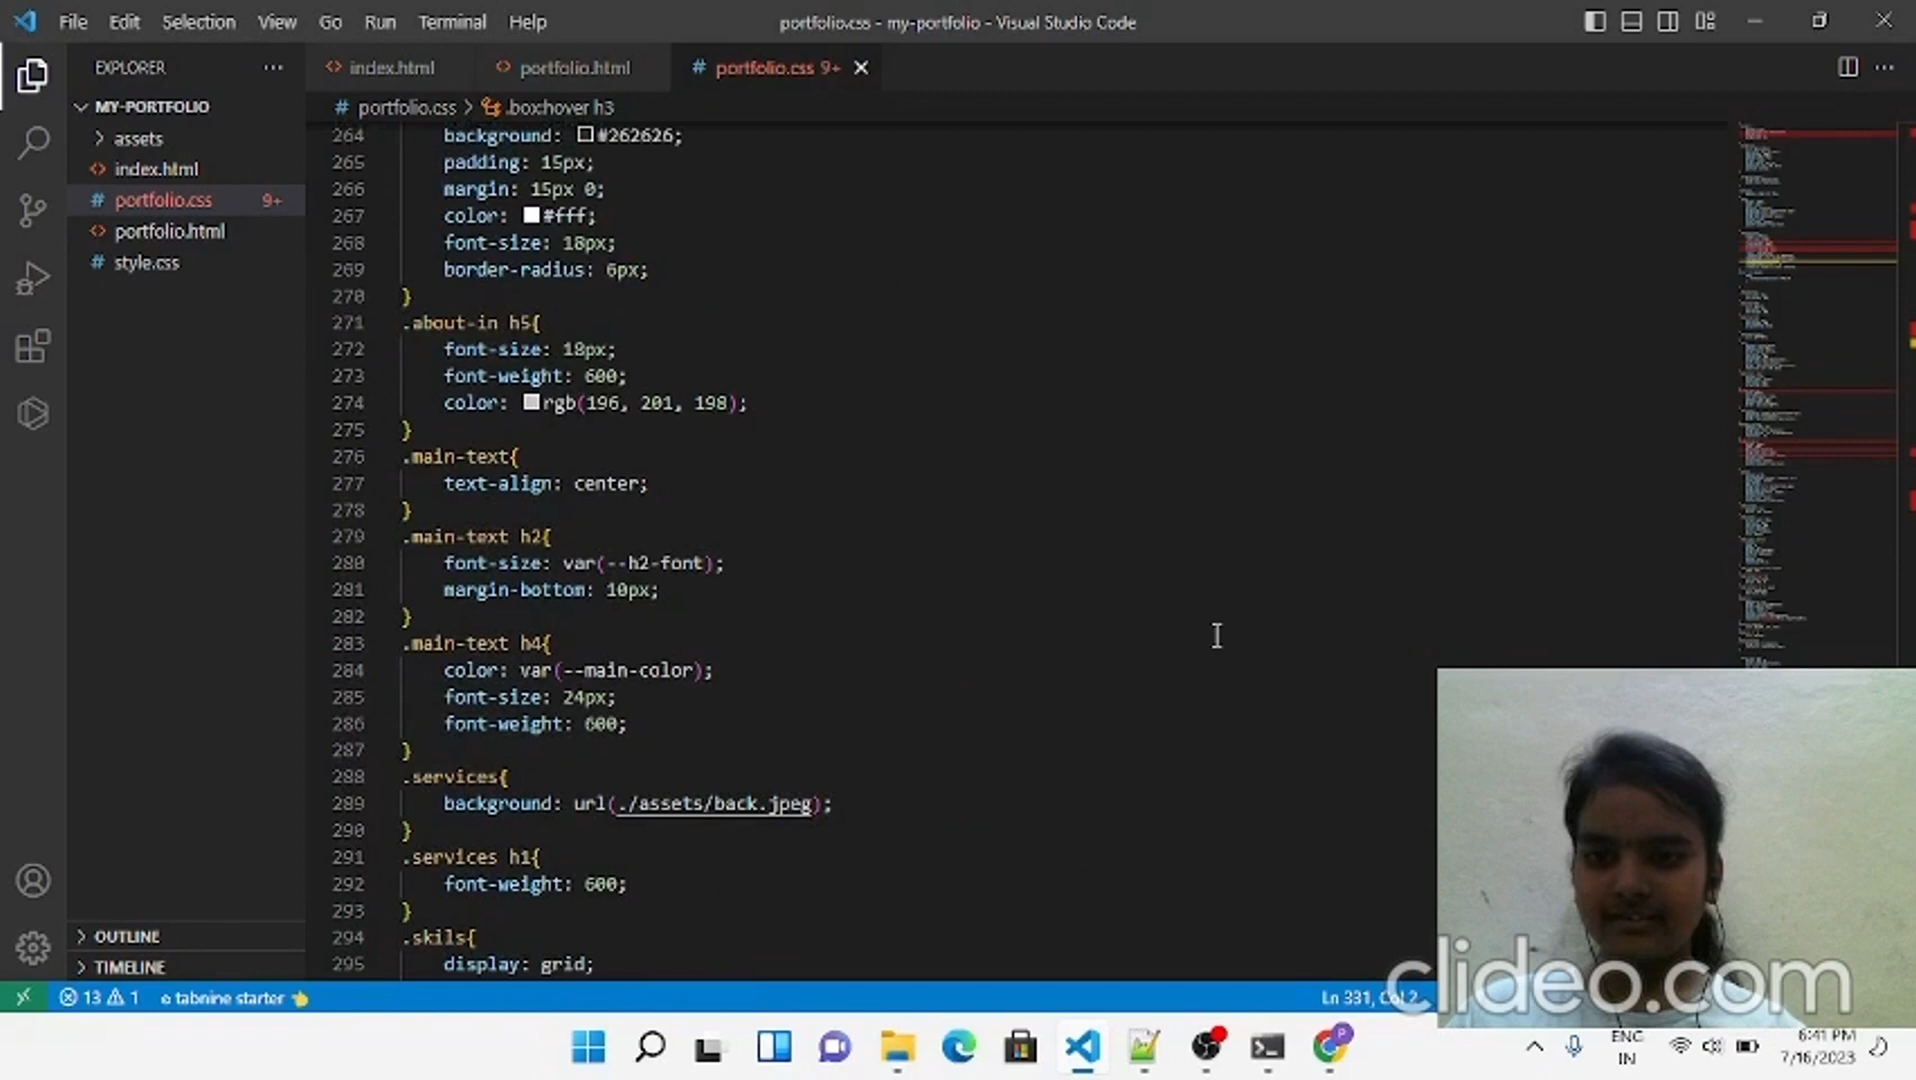 File Edit Selection View Go Run Terminal Help
portfolio.css - my-portfolio - Visual Studio Code
EXPLORER
index.html
portfolio.html
# portfolio.css 9+
MY-PORTFOLIO
# portfolio.css > .boxhover h3
assets
index.html
# portfolio.css 9+
portfolio.html
# style.css
264 background: #262626;
265 padding: 15px;
266 margin: 15px 0;
267 color: #fff;
268 font-size: 18px;
269 border-radius: 6px;
270 }
271 .about-in h5{
272 font-size: 18px;
273 font-weight: 600;
274 color: rgb(196, 201, 198);
275 }
276 .main-text{
277 text-align: center;
278 }
279 .main-text h2{
280 font-size: var(--h2-font);
281 margin-bottom: 10px;
282 }
283 .main-text h4{
284 color: var(--main-color);
285 font-size: 24px;
286 font-weight: 600;
287 }
288 .services{
289 background: url(./assets/back.jpeg);
290 }
291 .services h1{
292 font-weight: 600;
293 }
294 .skils{
295 display: grid;
OUTLINE
TIMELINE
13 1 tabnine starter
Ln 331, Col 2
clideo.com
ENG
IN
6:41 PM
7/16/2023